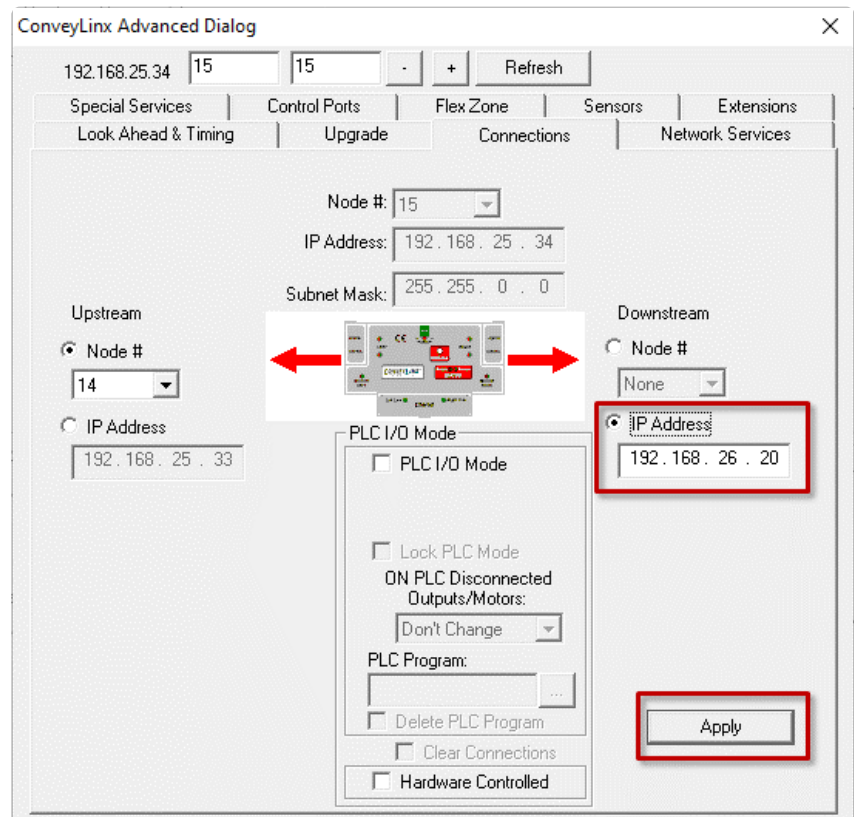 ConveyLinx Advanced Dialog
192.168.25.34 15 15 - + Refresh
Special Services Control Ports Flex Zone Sensors Extensions
Look Ahead & Timing Upgrade Connections Network Services
Node #: 15
IP Address: 192 . 168 . 25 . 34
Subnet Mask: 255 . 255 . 0 . 0
Upstream
Node #
14
IP Address
192 . 168 . 25 . 33
CE
Downstream
Node #
None
IP Address
192 . 168 . 26 . 20
PLC I/O Mode
PLC I/O Mode
Lock PLC Mode
ON PLC Disconnected
Outputs/Motors:
Don't Change
PLC Program:
...
Delete PLC Program
Clear Connections
Hardware Controlled
Apply